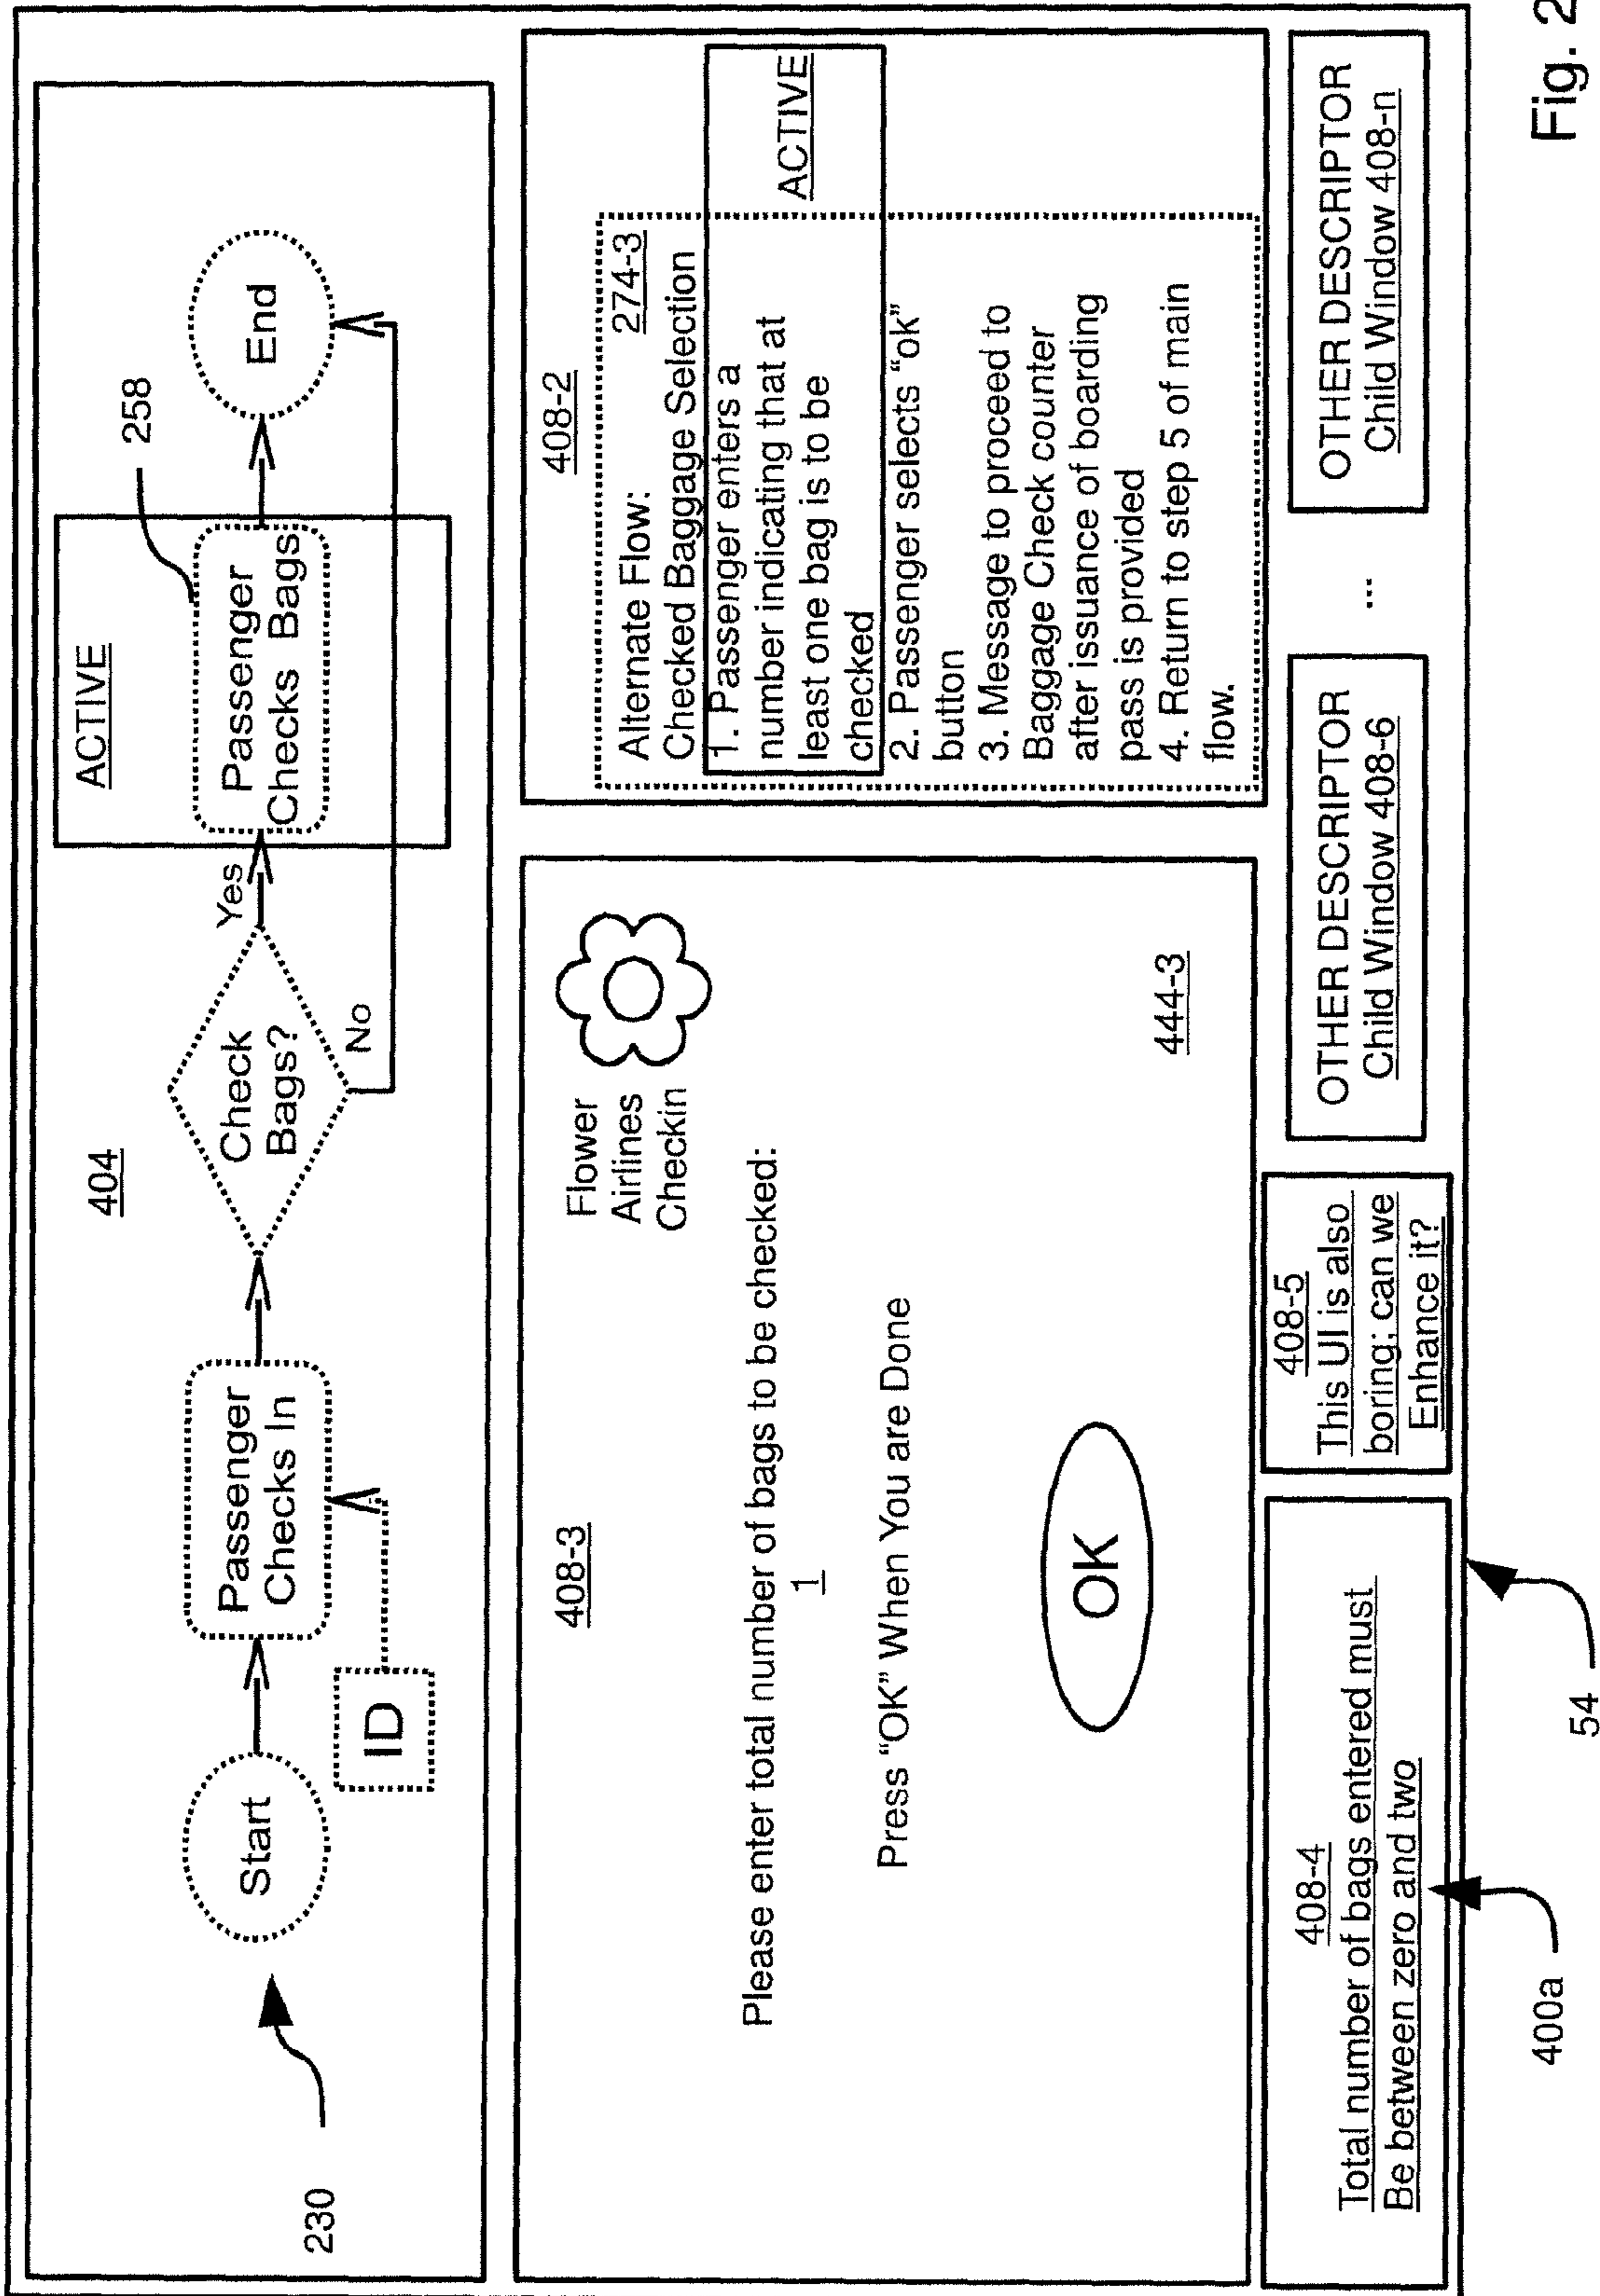 404
230
Start
ID
Passenger
Checks In
Check
Bags?
Yes
No
ACTIVE
Passenger
Checks Bags
258
End
408-3
Flower
Airlines
Checkin
Please enter total number of bags to be checked:
1
Press “OK” When You are Done
OK
444-3
408-2
274-3
Alternate Flow:
Checked Baggage Selection
1. Passenger enters a
number indicating that at
least one bag is to be
checked
ACTIVE
2. Passenger selects “ok”
button
3. Message to proceed to
Baggage Check counter
after issuance of boarding
pass is provided
4. Return to step 5 of main
flow.
408-4
Total number of bags entered must
Be between zero and two
408-5
This UI is also
boring; can we
Enhance it?
OTHER DESCRIPTOR
Child Window 408-6
...
OTHER DESCRIPTOR
Child Window 408-n
400a
54
Fig. 2